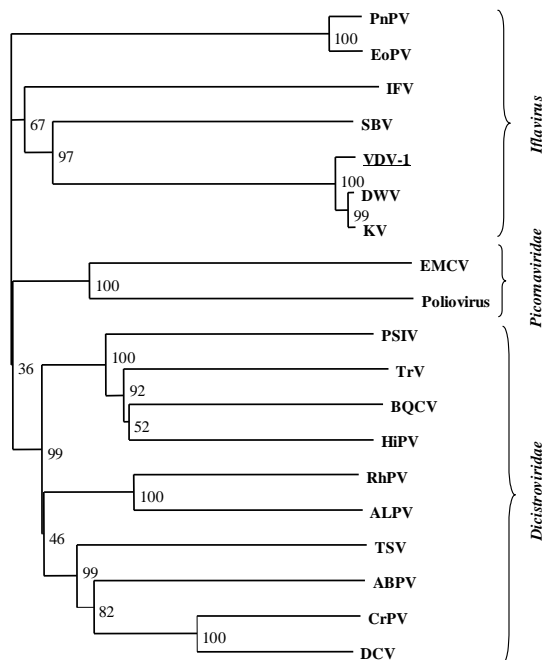 PnPV
100
EoPV
IFV
67
SBV
97
VDV-1
100
DWV
99
KV
Iflavirus
EMCV
100
Poliovirus
Picornaviridae
36
PSIV
100
TrV
92
BQCV
52
HiPV
99
RhPV
100
ALPV
46
TSV
99
ABPV
82
CrPV
100
DCV
Dicistroviridae